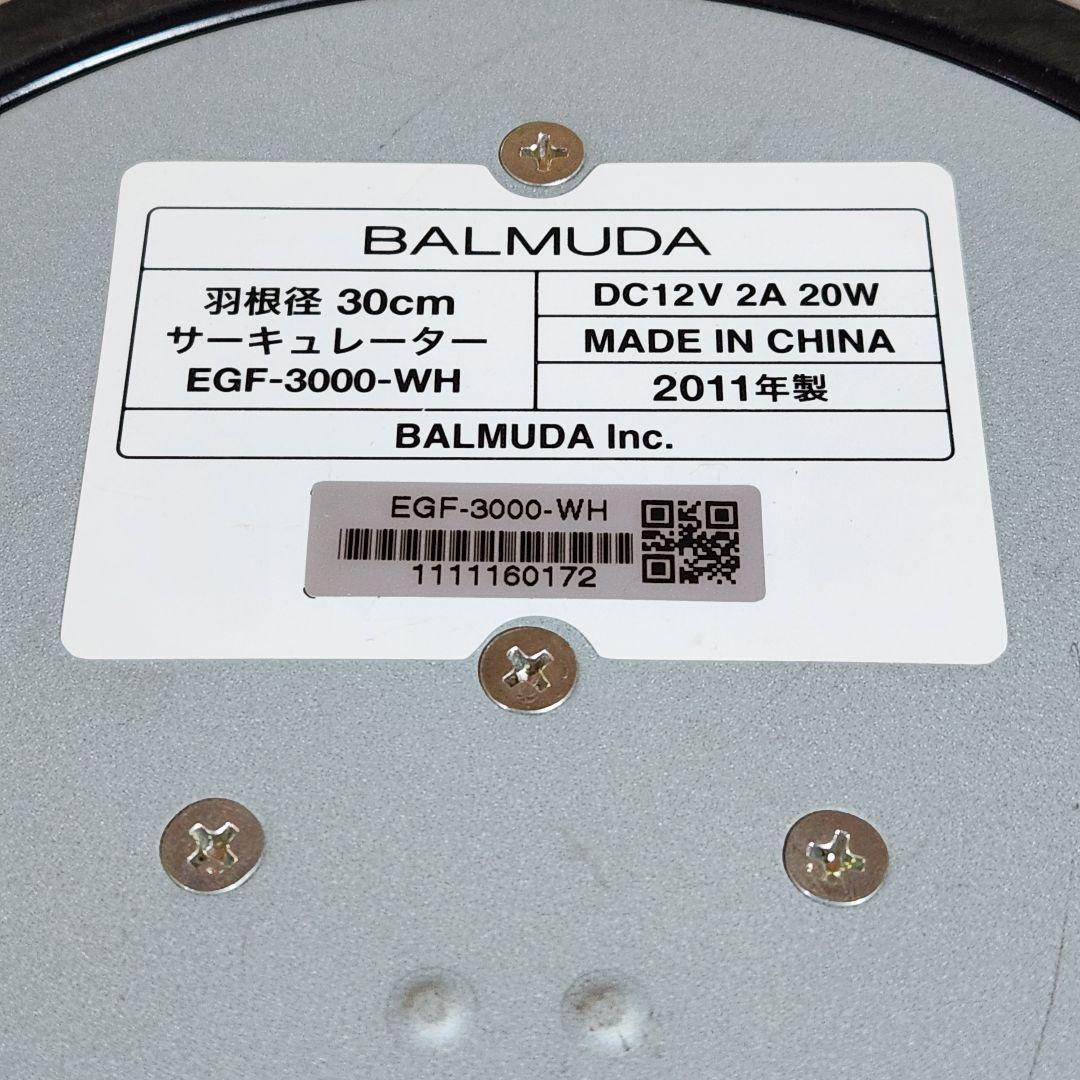 BALMUDA
羽根径 30cm
サーキュレーター
EGF-3000-WH
DC12V 2A 20W
MADE IN CHINA
2011年製
BALMUDA Inc.
EGF-3000-WH
1111160172